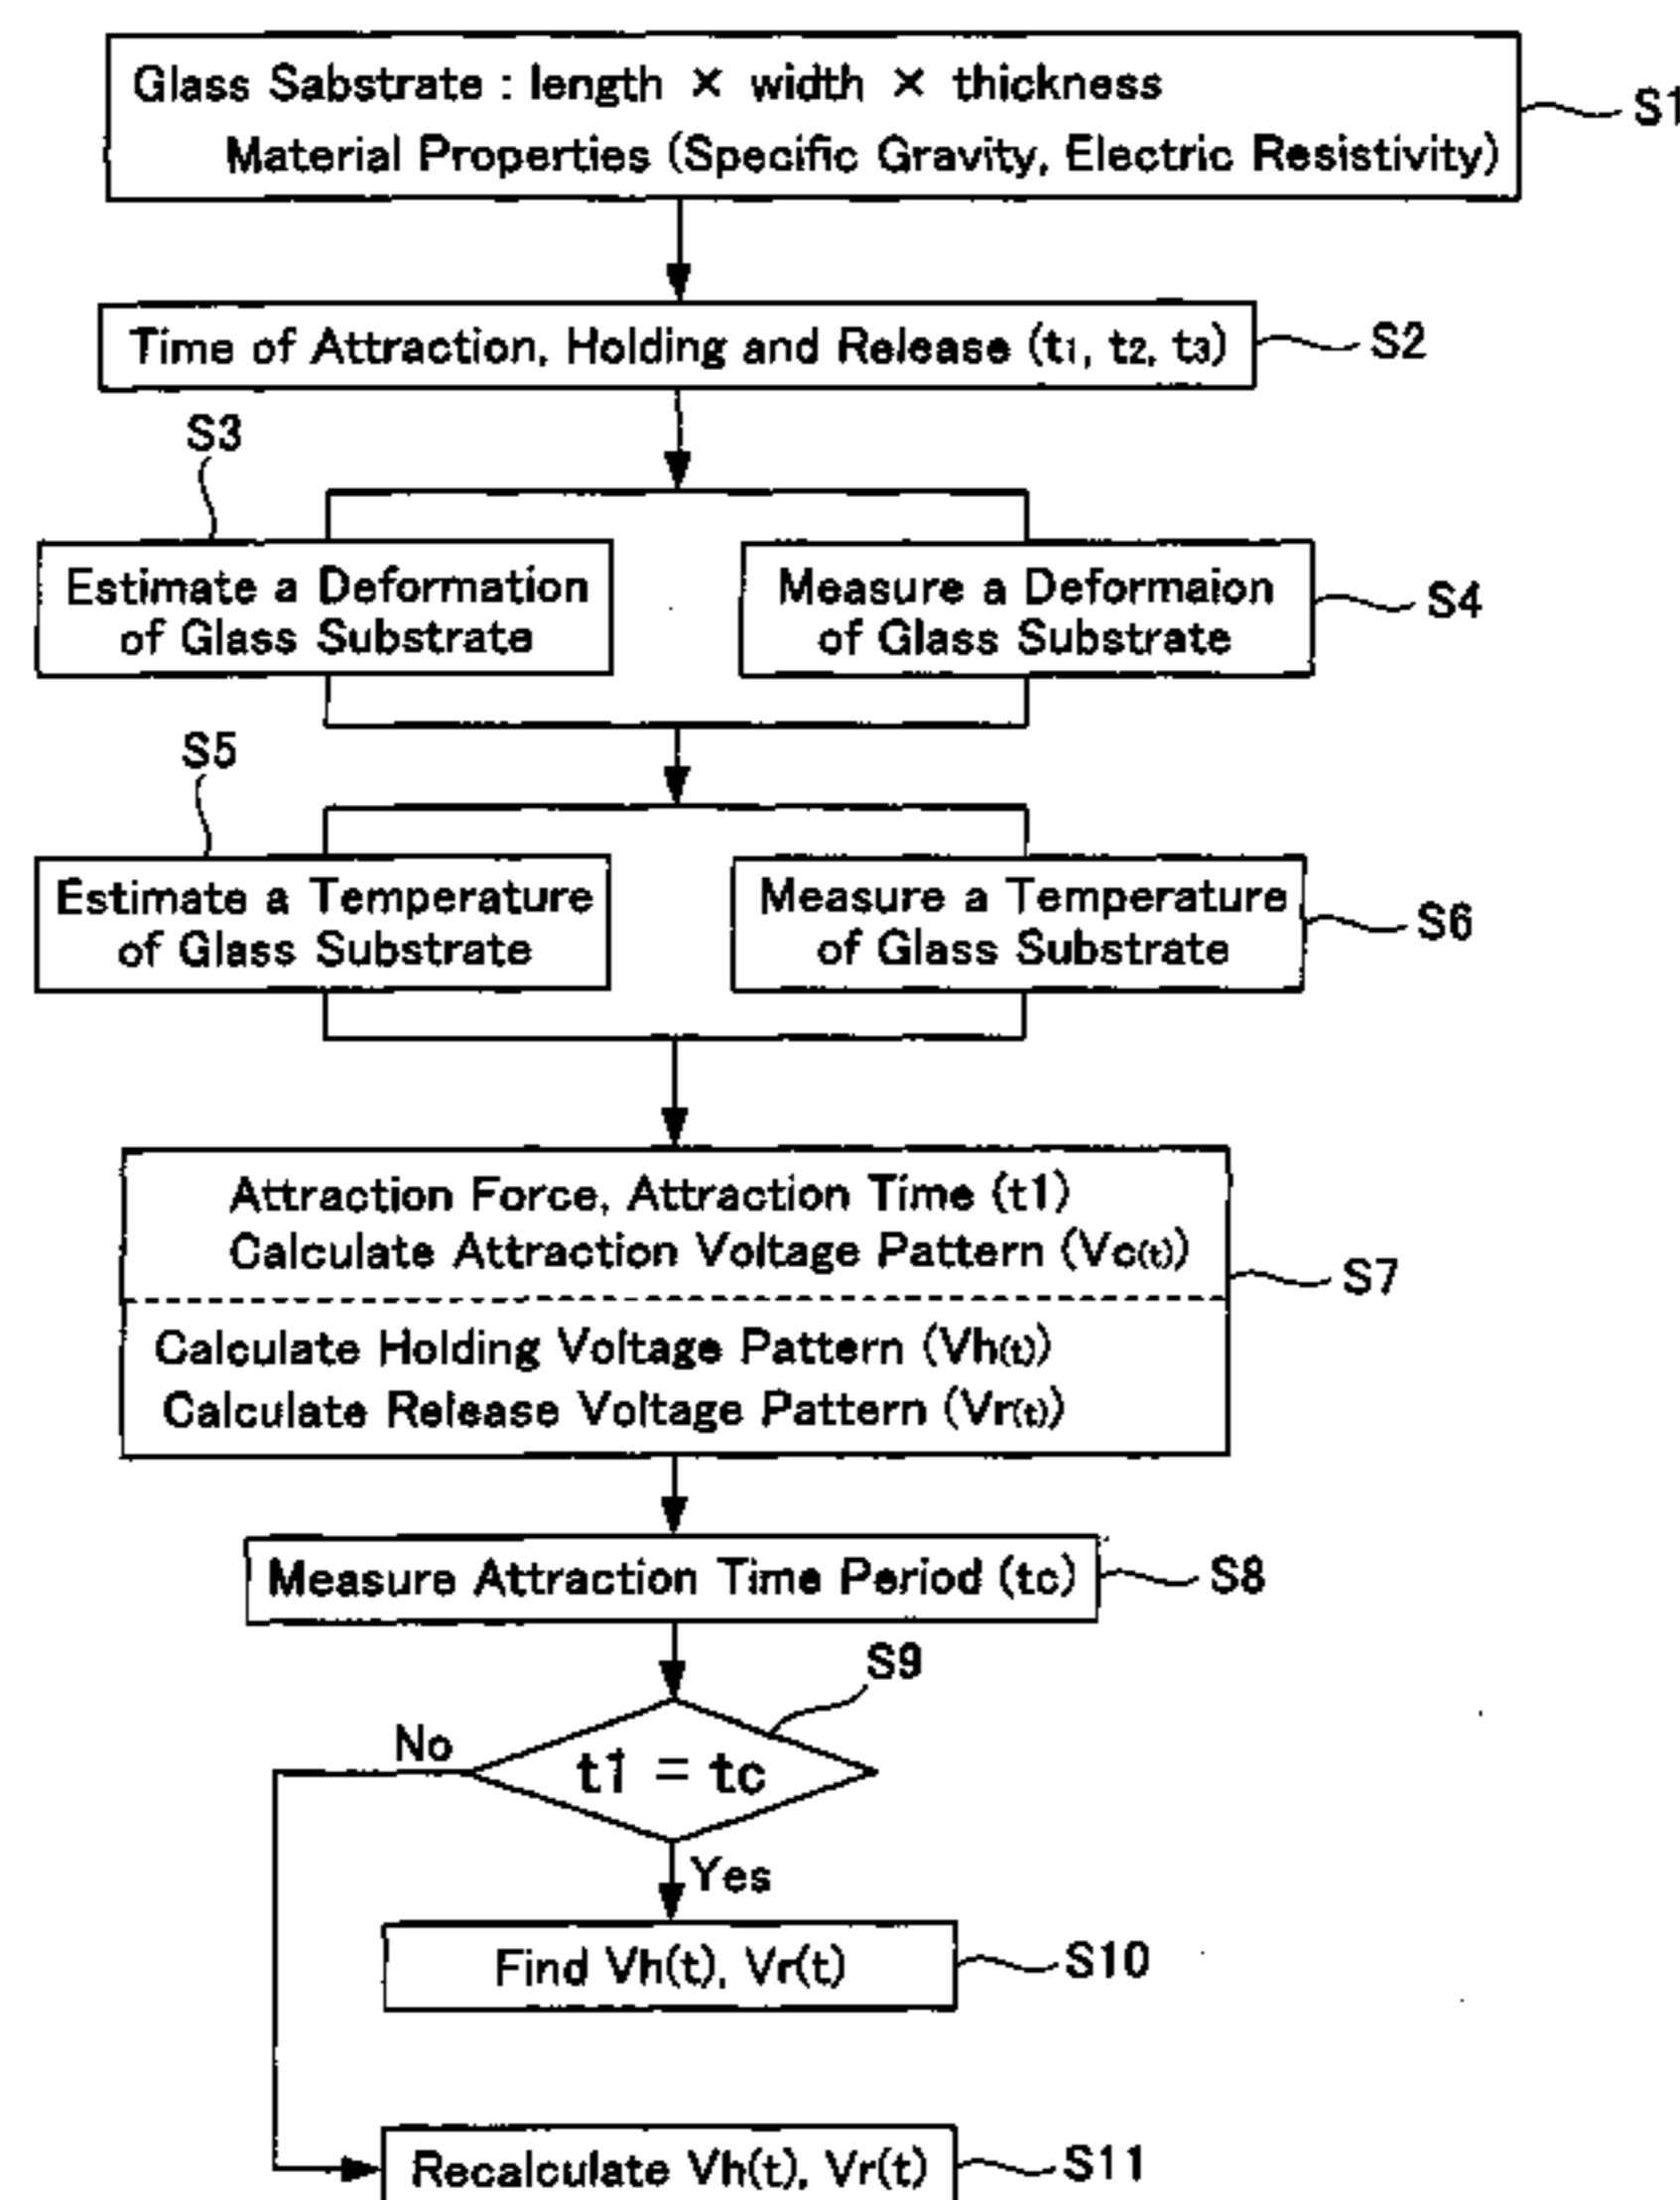 Glass Sabstrate : length × width × thickness
Material Properties (Specific Gravity, Electric Resistivity)
S1
Time of Attraction, Holding and Release (t1, t2, t3)
S2
S3
Estimate a Deformation
of Glass Substrate
Measure a Deformaion
of Glass Substrate
S4
S5
Estimate a Temperature
of Glass Substrate
Measure a Temperature
of Glass Substrate
S6
Attraction Force, Attraction Time (t1)
Calculate Attraction Voltage Pattern (Vc(t))
Calculate Holding Voltage Pattern (Vh(t))
Calculate Release Voltage Pattern (Vr(t))
S7
Measure Attraction Time Period (tc)
S8
S9
No
t1 = tc
Yes
Find Vh(t), Vr(t)
S10
Recalculate Vh(t), Vr(t)
S11